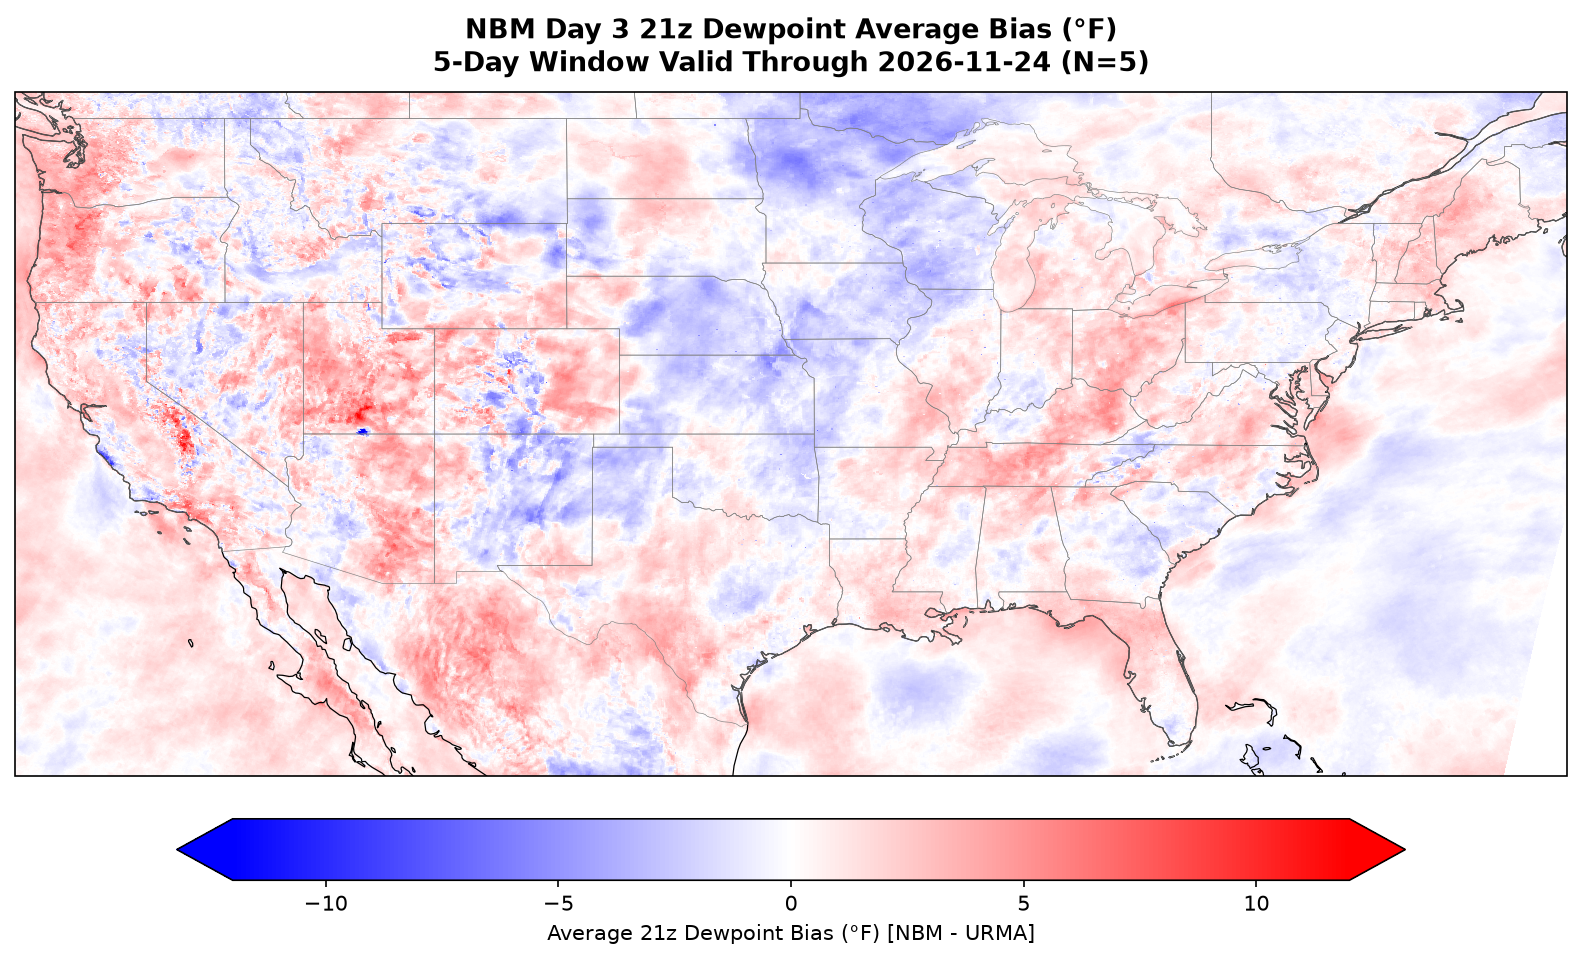 NBM Day 3 21z Dewpoint Average Bias (°F)
5-Day Window Valid Through 2026-11-24 (N=5)
−10 −5 0 5 10
Average 21z Dewpoint Bias (°F) [NBM - URMA]